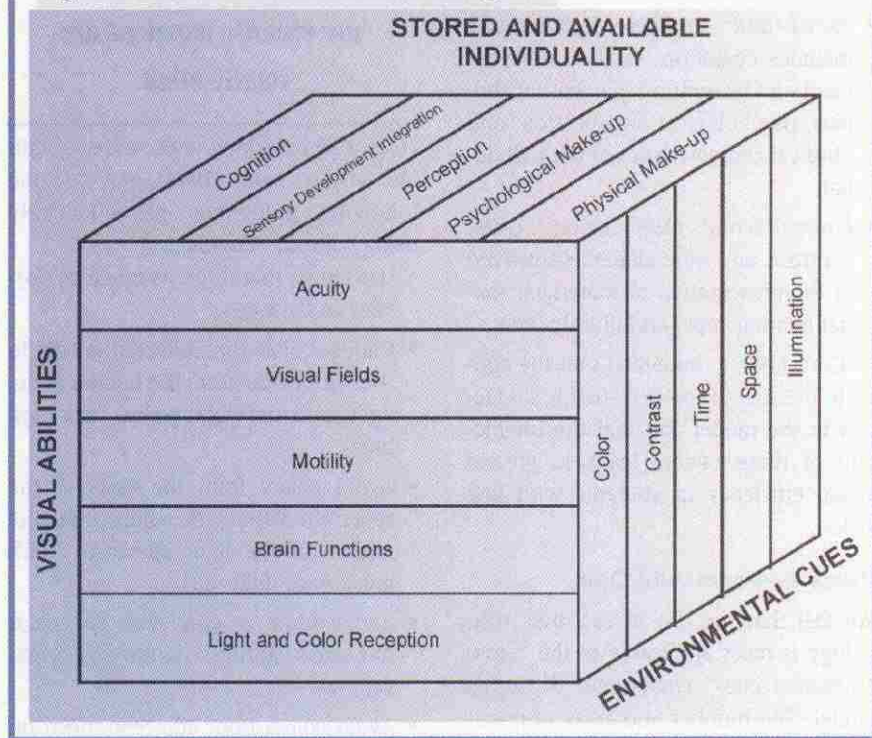 STORED AND AVAILABLE
INDIVIDUALITY
Cognition
Sensory Development Integration
Perception
Psychological Make-up
Physical Make-up
VISUAL ABILITIES
Acuity
Visual Fields
Motility
Brain Functions
Light and Color Reception
Color
Contrast
Time
Space
Illumination
ENVIRONMENTAL CUES